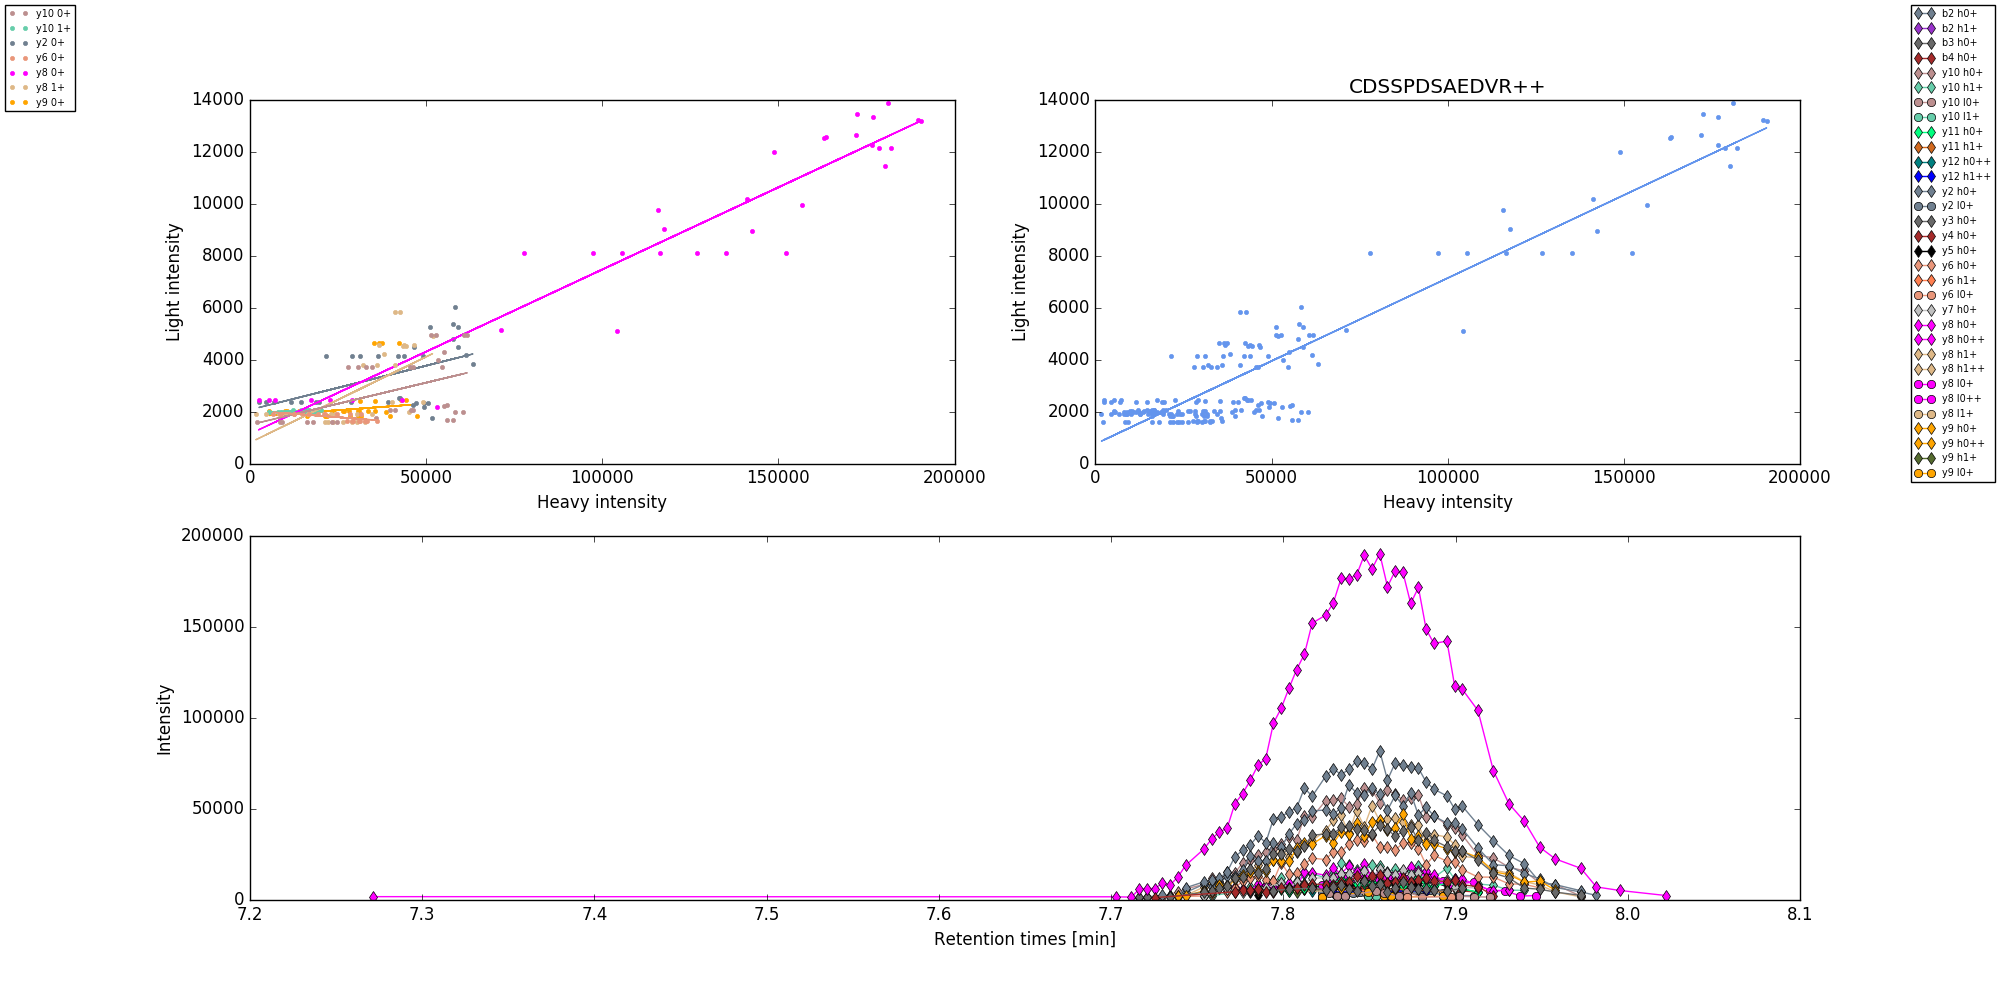 y10 0+
y10 1+
y2 0+
y6 0+
y8 0+
y8 1+
y9 0+
14000
12000
10000
8000
6000
4000
2000
0
Light intensity
0
50000
100000
150000
200000
Heavy intensity
CDSSPDSAEDVR++
14000
12000
10000
8000
6000
4000
2000
0
Light intensity
0
50000
100000
150000
200000
Heavy intensity
b2 h0+
b2 h1+
b3 h0+
b4 h0+
y10 h0+
y10 h1+
y10 l0+
y10 l1+
y11 h0+
y11 h1+
y12 h0++
y12 h1++
y2 h0+
y2 l0+
y3 h0+
y4 h0+
y5 h0+
y6 h0+
y6 h1+
y6 l0+
y7 h0+
y8 h0+
y8 h0++
y8 h1+
y8 h1++
y8 l0+
y8 l0++
y8 l1+
y9 h0+
y9 h0++
y9 h1+
y9 l0+
200000
150000
100000
50000
0
Intensity
7.2
7.3
7.4
7.5
7.6
7.7
7.8
7.9
8.0
8.1
Retention times [min]